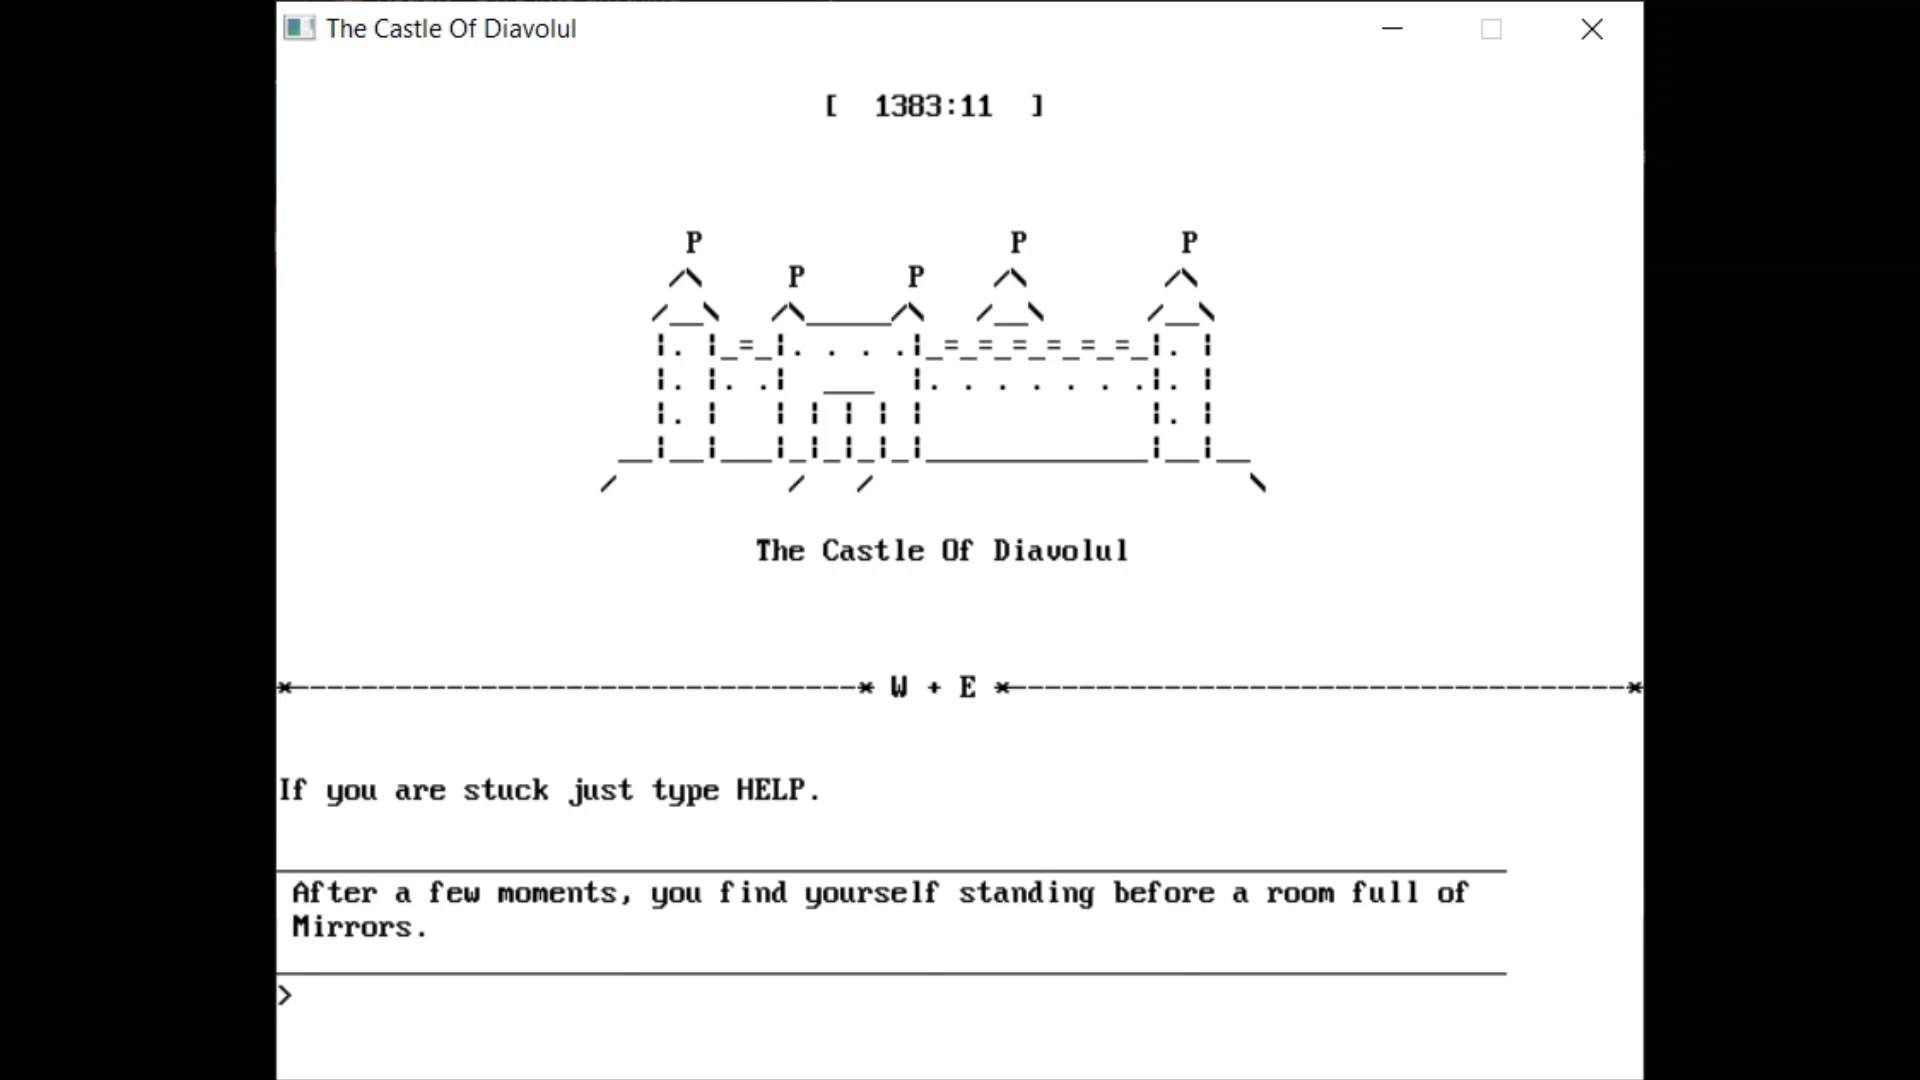 The Castle Of Diavolul
[ 1383:11 ]
P P P
P P
The Castle Of Diavolul
W + E
If you are stuck just type HELP.
After a few moments, you find yourself standing before a room full of
Mirrors.
>